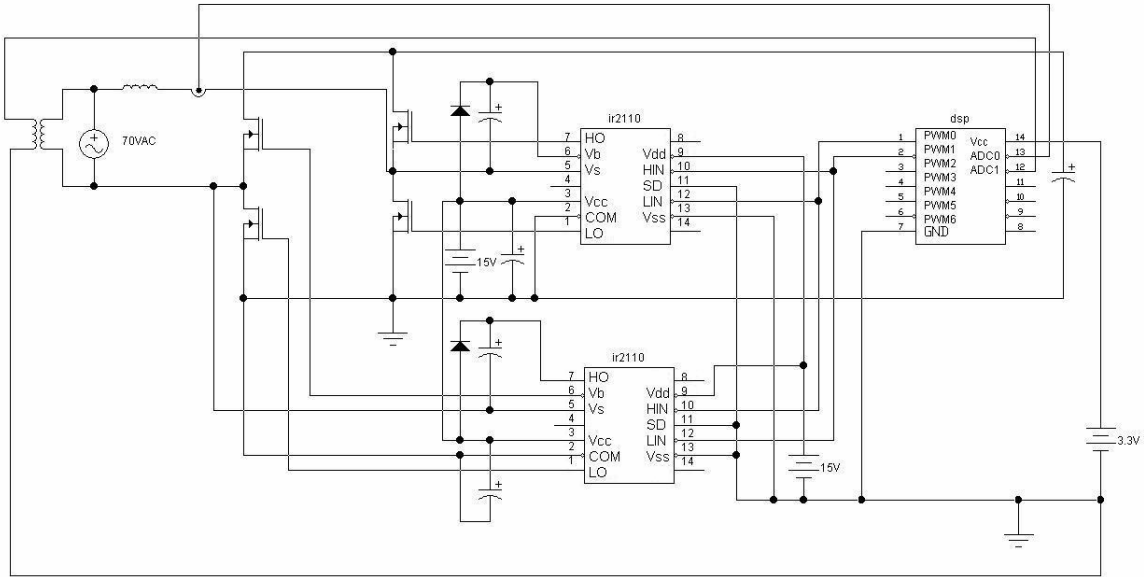 ir2110
7 HO 8
6 Vb Vdd 9
5 Vs HIN 10
4 SD 11
3 Vcc LIN 12
2 COM Vss 13
1 LO 14
dsp
1 PWM0 Vcc 14
2 PWM1 ADC0 13
3 PWM2 ADC1 12
4 PWM3 11
5 PWM4 10
6 PWM5 9
PWM6
7 GND 8
70VAC
+
+
+
+
15V
ir2110
7 HO 8
6 Vb Vdd 9
5 Vs HIN 10
4 SD 11
3 Vcc LIN 12
2 COM Vss 13
1 LO 14
+
+
15V
3.3V